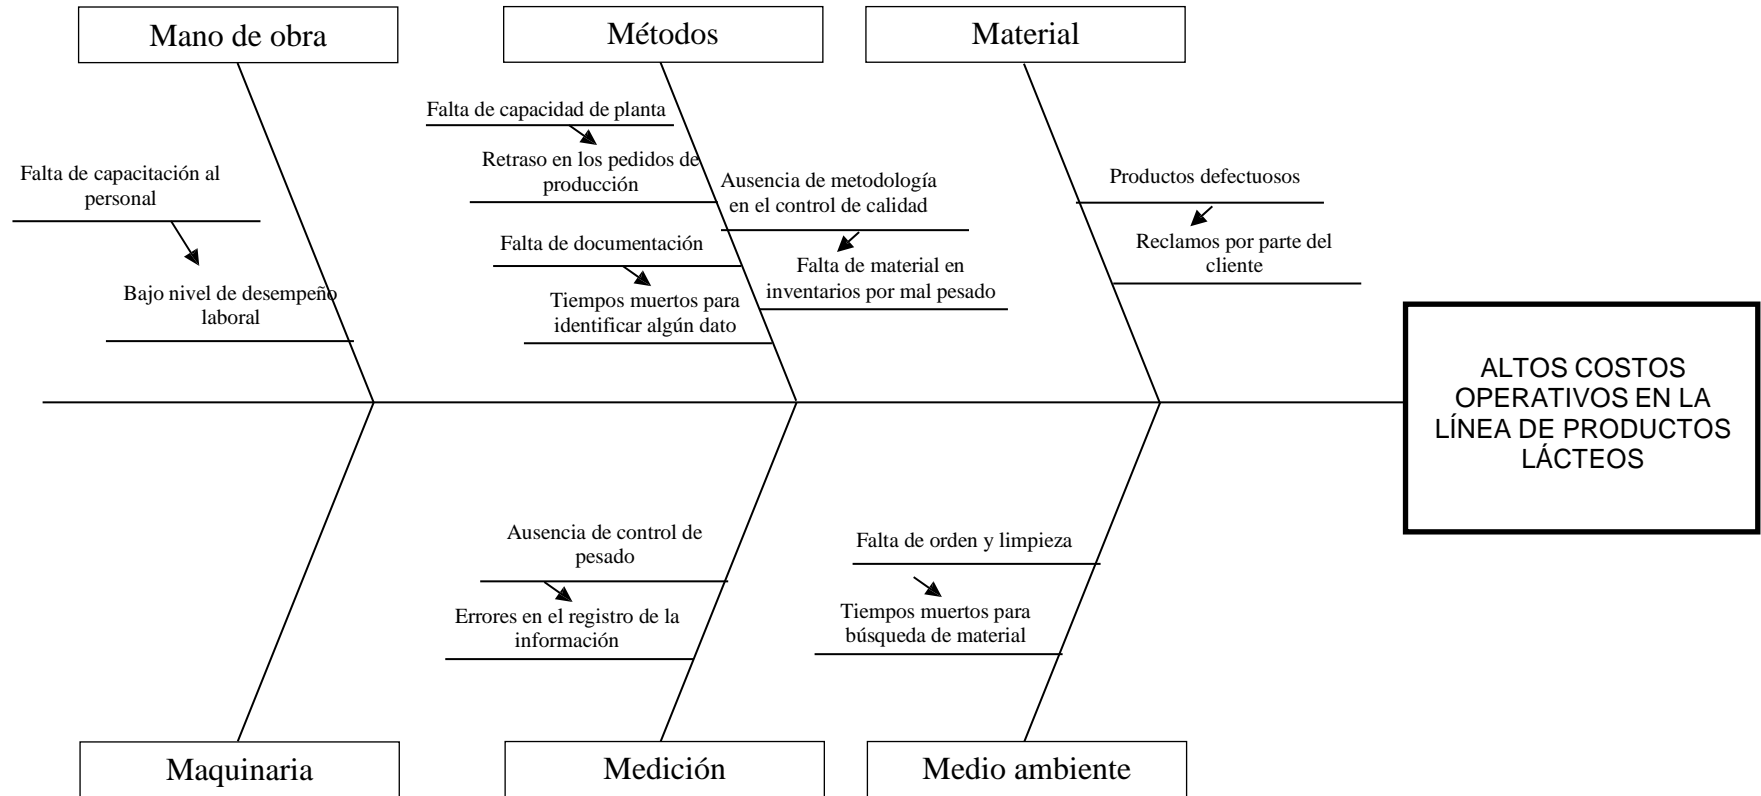 Mano de obra
Métodos
Material
Falta de capacitación al
personal
Bajo nivel de desempeño
laboral
Falta de capacidad de planta
Retraso en los pedidos de
producción
Falta de documentación
Tiempos muertos para
identificar algún dato
Ausencia de metodología
en el control de calidad
Falta de material en
inventarios por mal pesado
Productos defectuosos
Reclamos por parte del
cliente
ALTOS COSTOS
OPERATIVOS EN LA
LÍNEA DE PRODUCTOS
LÁCTEOS
Ausencia de control de
pesado
Errores en el registro de la
información
Falta de orden y limpieza
Tiempos muertos para
búsqueda de material
Maquinaria
Medición
Medio ambiente